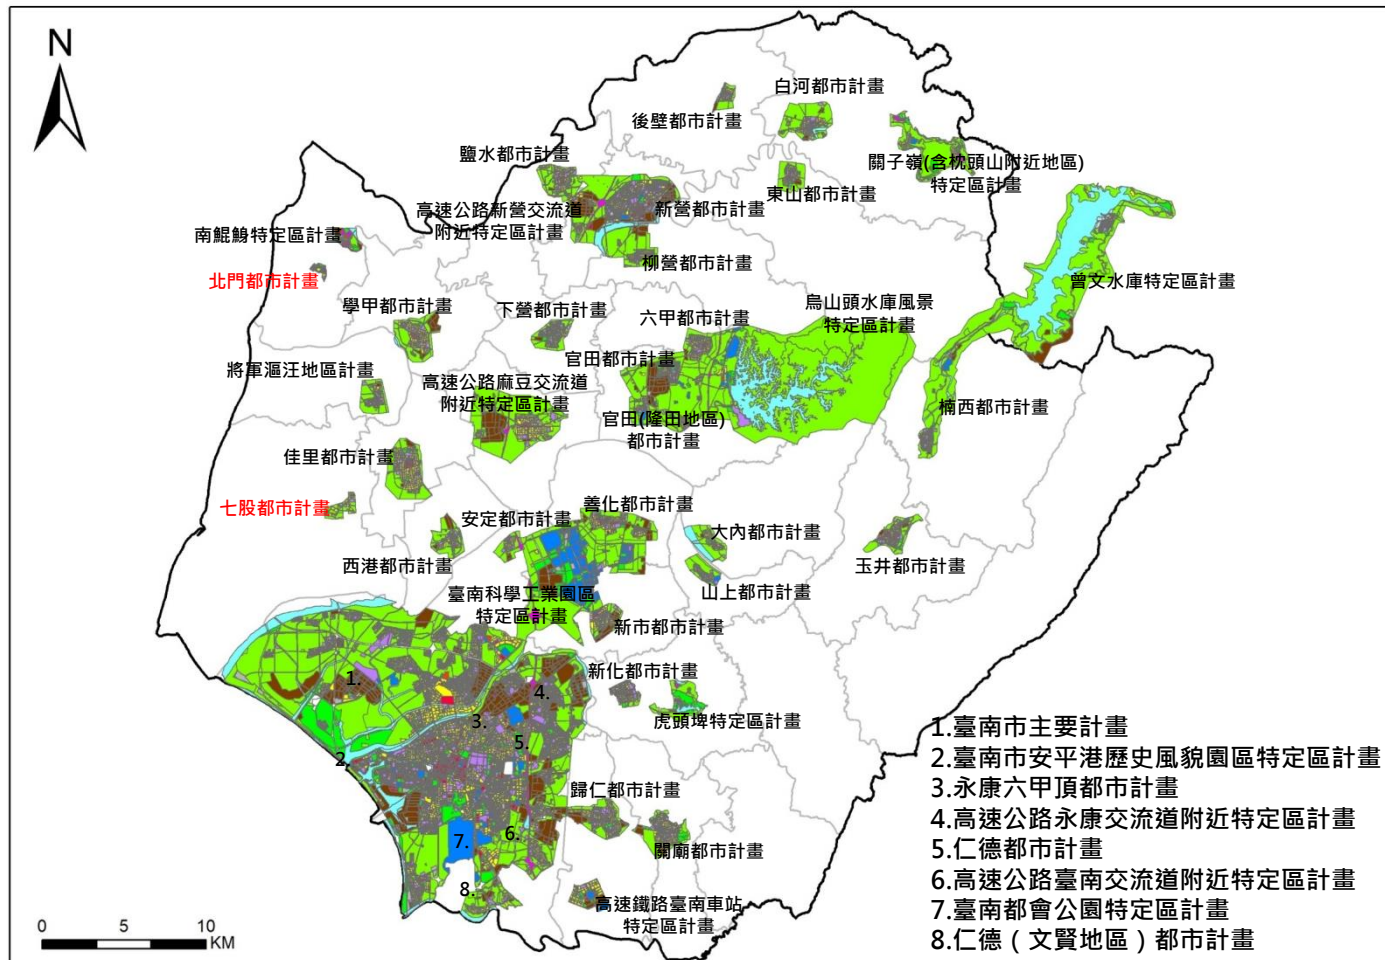 N
白河都市計畫
後壁都市計畫
鹽水都市計畫
關子嶺(含枕頭山附近地區)
特定區計畫
東山都市計畫
高速公路新營交流道
附近特定區計畫
新營都市計畫
南鯤鯓特定區計畫
北門都市計畫
柳營都市計畫
曾文水庫特定區計畫
學甲都市計畫
下營都市計畫
六甲都市計畫
烏山頭水庫風景
特定區計畫
官田都市計畫
將軍漚汪地區計畫
高速公路麻豆交流道
附近特定區計畫
楠西都市計畫
官田(隆田地區)
都市計畫
佳里都市計畫
七股都市計畫
善化都市計畫
安定都市計畫
大內都市計畫
西港都市計畫
玉井都市計畫
山上都市計畫
臺南科學工業園區
特定區計畫
新市都市計畫
新化都市計畫
虎頭埤特定區計畫
歸仁都市計畫
關廟都市計畫
高速鐵路臺南車站
特定區計畫
1.
2.
3.
4.
5.
6.
7.
8.
1.臺南市主要計畫
2.臺南市安平港歷史風貌園區特定區計畫
3.永康六甲頂都市計畫
4.高速公路永康交流道附近特定區計畫
5.仁德都市計畫
6.高速公路臺南交流道附近特定區計畫
7.臺南都會公園特定區計畫
8.仁德（文賢地區）都市計畫
0 5 10
KM